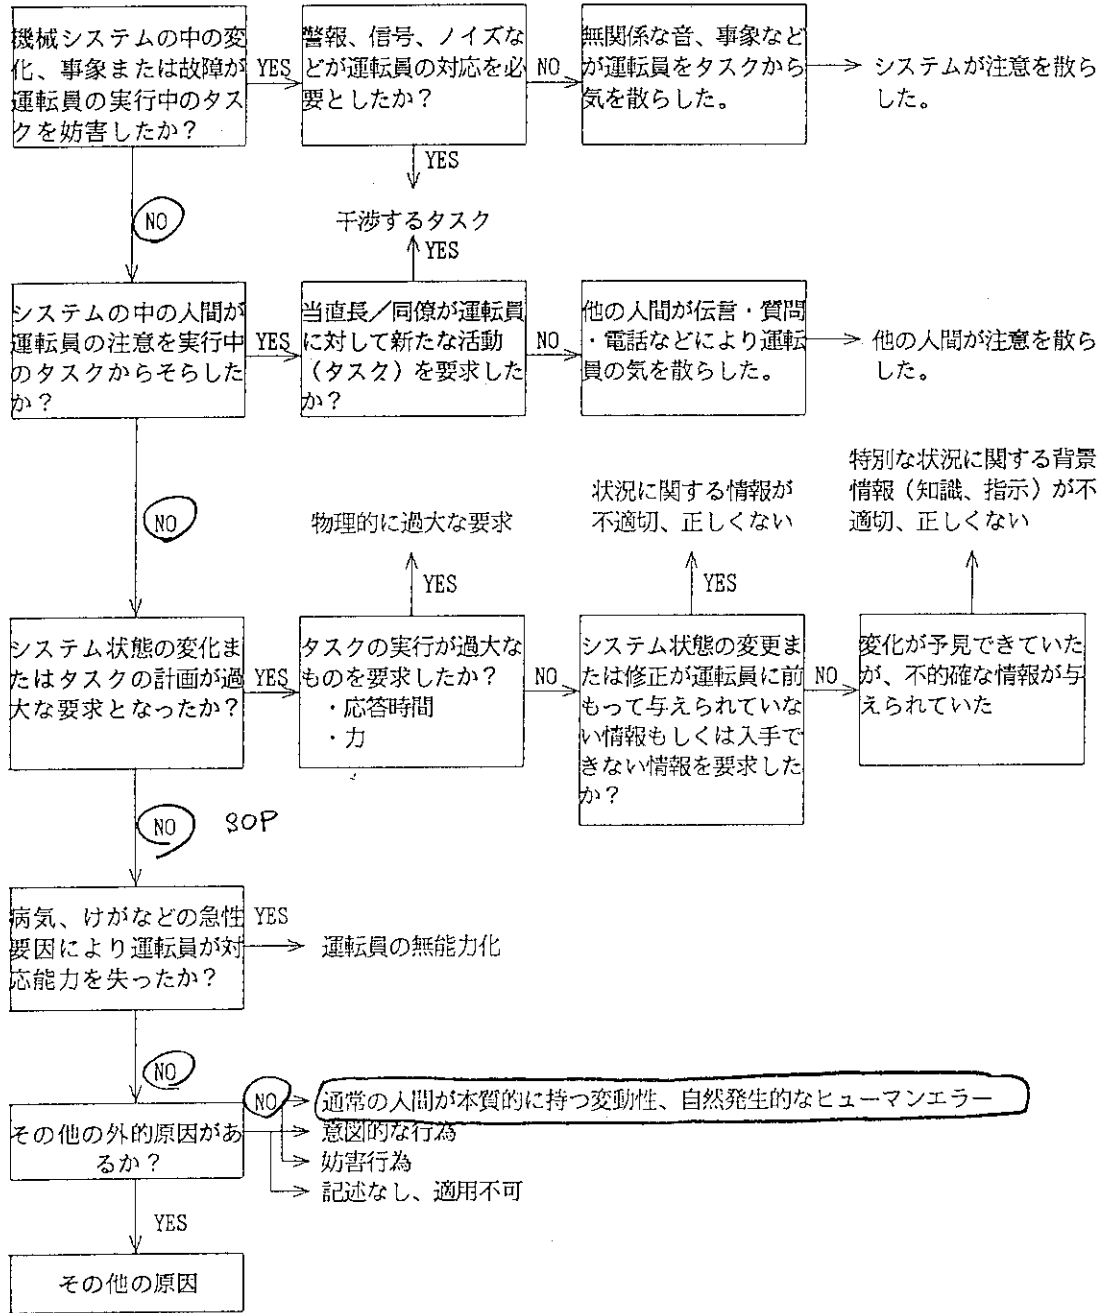 機械システムの中の変
化、事象または故障が
運転員の実行中のタス
クを妨害したか?
YES
警報、信号、ノイズな
どが運転員の対応を必
要としたか?
NO
無関係な音、事象など
が運転員をタスクから
気を散らした。
システムが注意を散ら
した。
YES
NO
干渉するタスク
YES
システムの中の人間が
運転員の注意を実行中
のタスクからそらした
か?
YES
当直長/同僚が運転員
に対して新たな活動
(タスク)を要求した
か?
NO
他の人間が伝言・質問
・電話などにより運転
員の気を散らした。
他の人間が注意を散ら
した。
NO
物理的に過大な要求
状況に関する情報が
不適切、正しくない
特別な状況に関する背景
情報(知識、指示)が不
適切、正しくない
YES
YES
システム状態の変化ま
たはタスクの計画が過
大な要求となったか?
YES
タスクの実行が過大な
ものを要求したか?
・応答時間
・力
NO
システム状態の変更ま
たは修正が運転員に前
もって与えられていな
い情報もしくは入手で
きない情報を要求した
か?
NO
変化が予見できていた
が、不的確な情報が与
えられていた
NO
SOP
病気、けがなどの急性
要因により運転員が対
応能力を失ったか?
YES
運転員の無能力化
NO
その他の外的原因があ
るか?
NO
通常の人間が本質的に持つ変動性、自然発生的なヒューマンエラー
意図的な行為
妨害行為
記述なし、適用不可
YES
その他の原因